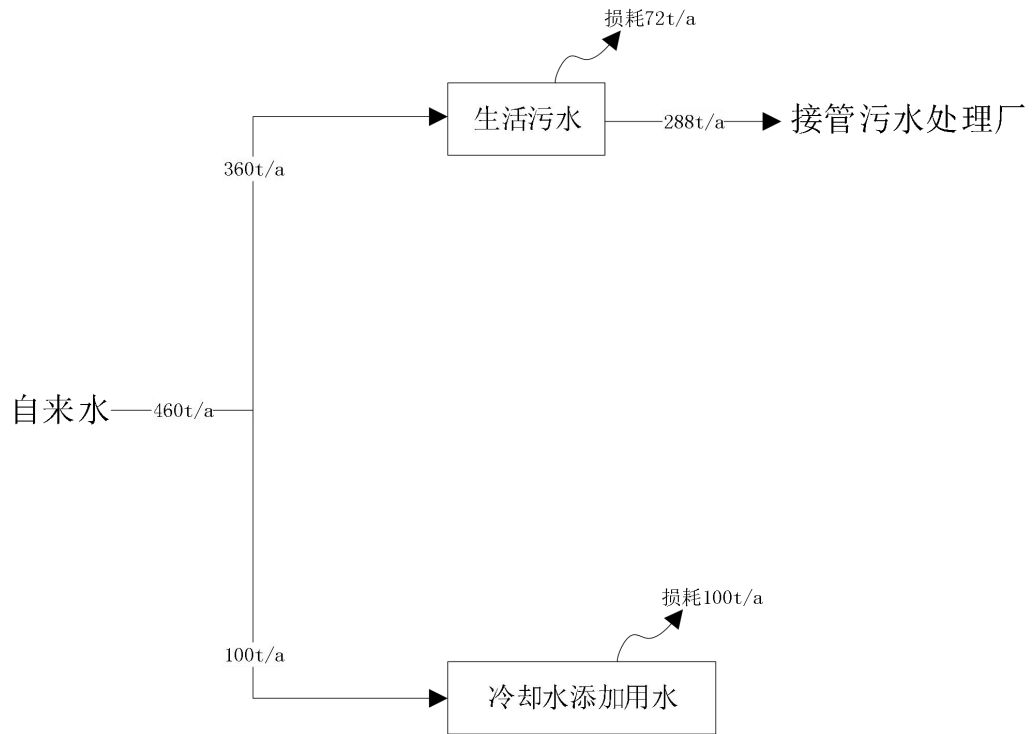 损耗72t/a
生活污水
288t/a
接管污水处理厂
360t/a
自来水
460t/a
损耗100t/a
100t/a
冷却水添加用水